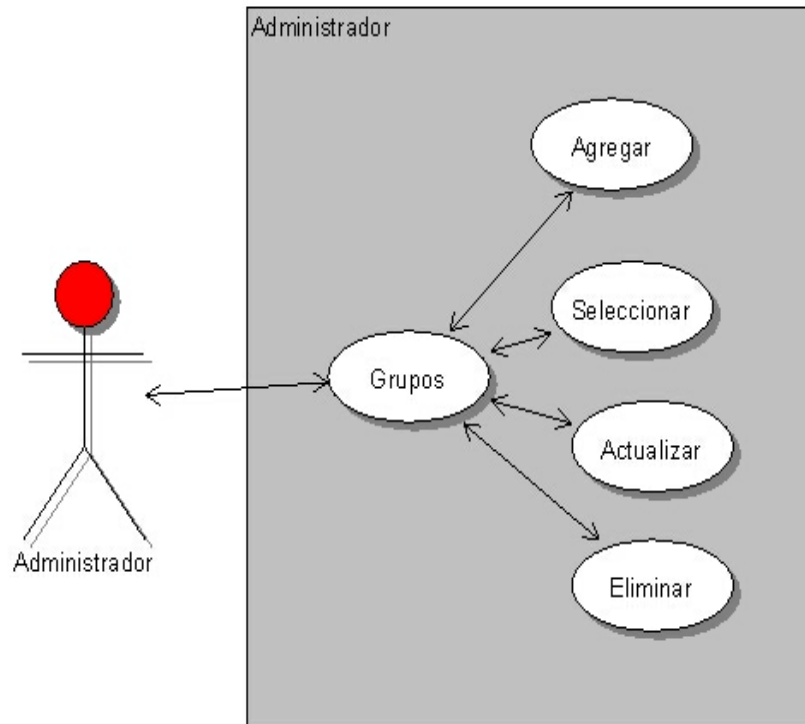 Administrador
Agregar
Seleccionar
Grupos
Actualizar
Administrador
Eliminar